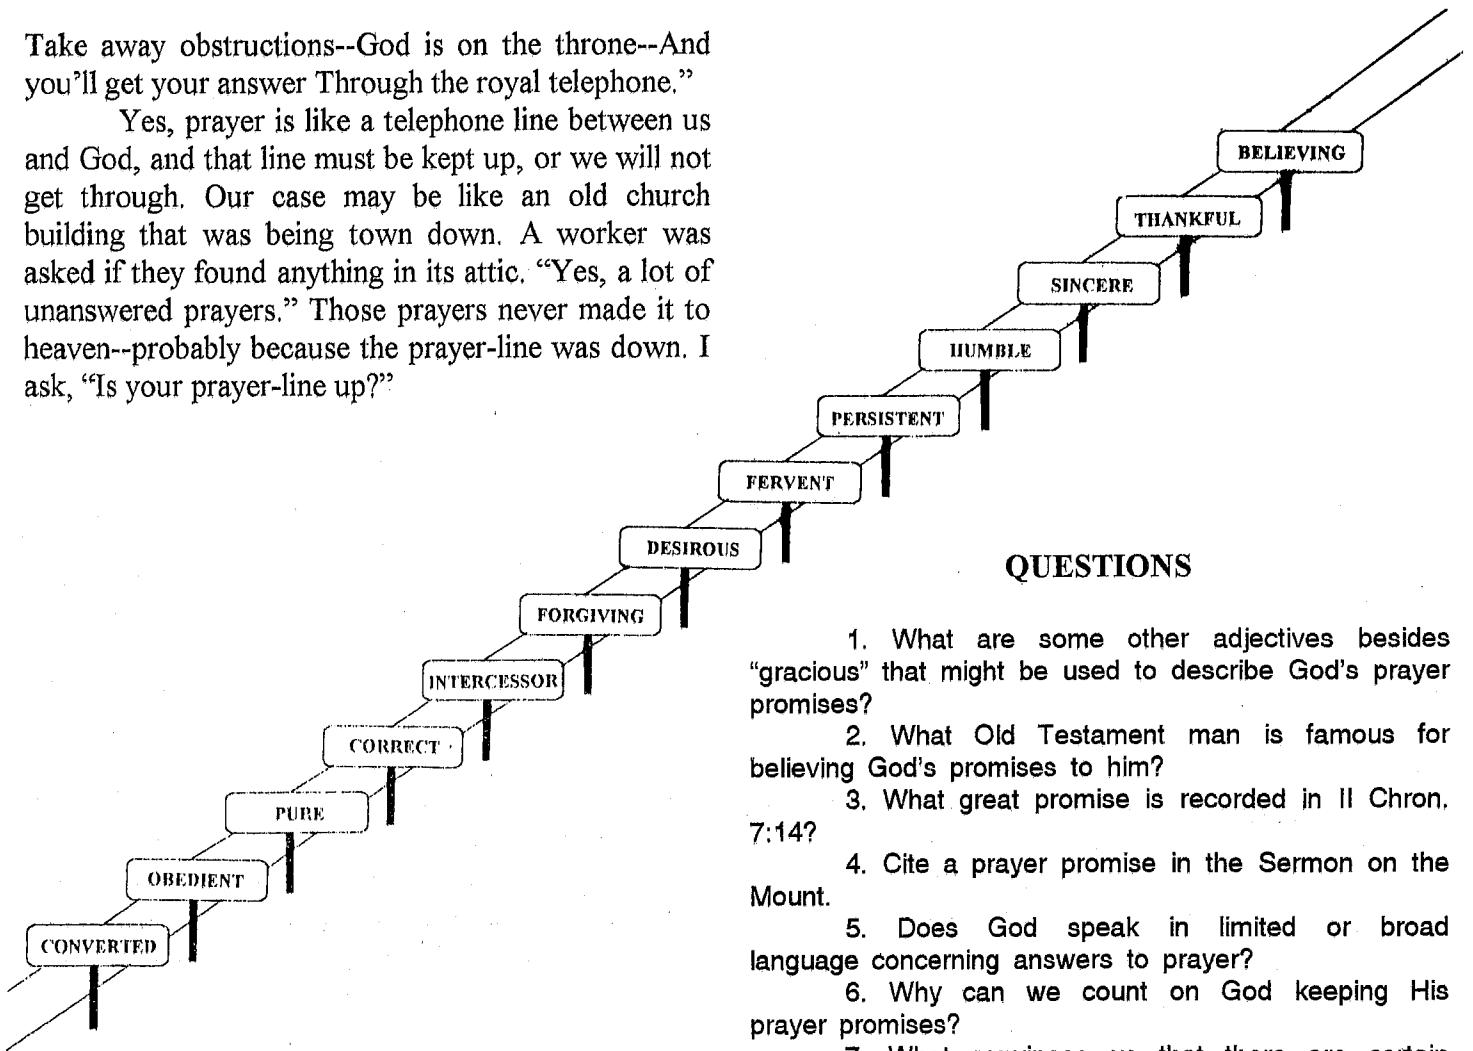 Take away obstructions--God is on the throne--And
you'll get your answer Through the royal telephone."
Yes, prayer is like a telephone line between us
and God, and that line must be kept up, or we will not
get through. Our case may be like an old church
building that was being town down. A worker was
asked if they found anything in its attic. "Yes, a lot of
unanswered prayers." Those prayers never made it to
heaven--probably because the prayer-line was down. I
ask, "Is your prayer-line up?"
BELIEVING
THANKFUL
SINCERE
HUMBLE
PERSISTENT
FERVENT
DESIROUS
FORGIVING
INTERCESSOR
CORRECT
PURE
OBEDIENT
CONVERTED
QUESTIONS
1. What are some other adjectives besides
"gracious" that might be used to describe God's prayer
promises?
2. What Old Testament man is famous for
believing God's promises to him?
3. What great promise is recorded in II Chron.
7:14?
4. Cite a prayer promise in the Sermon on the
Mount.
5. Does God speak in limited or broad
language concerning answers to prayer?
6. Why can we count on God keeping His
prayer promises?
7. What convinces us that there are certain